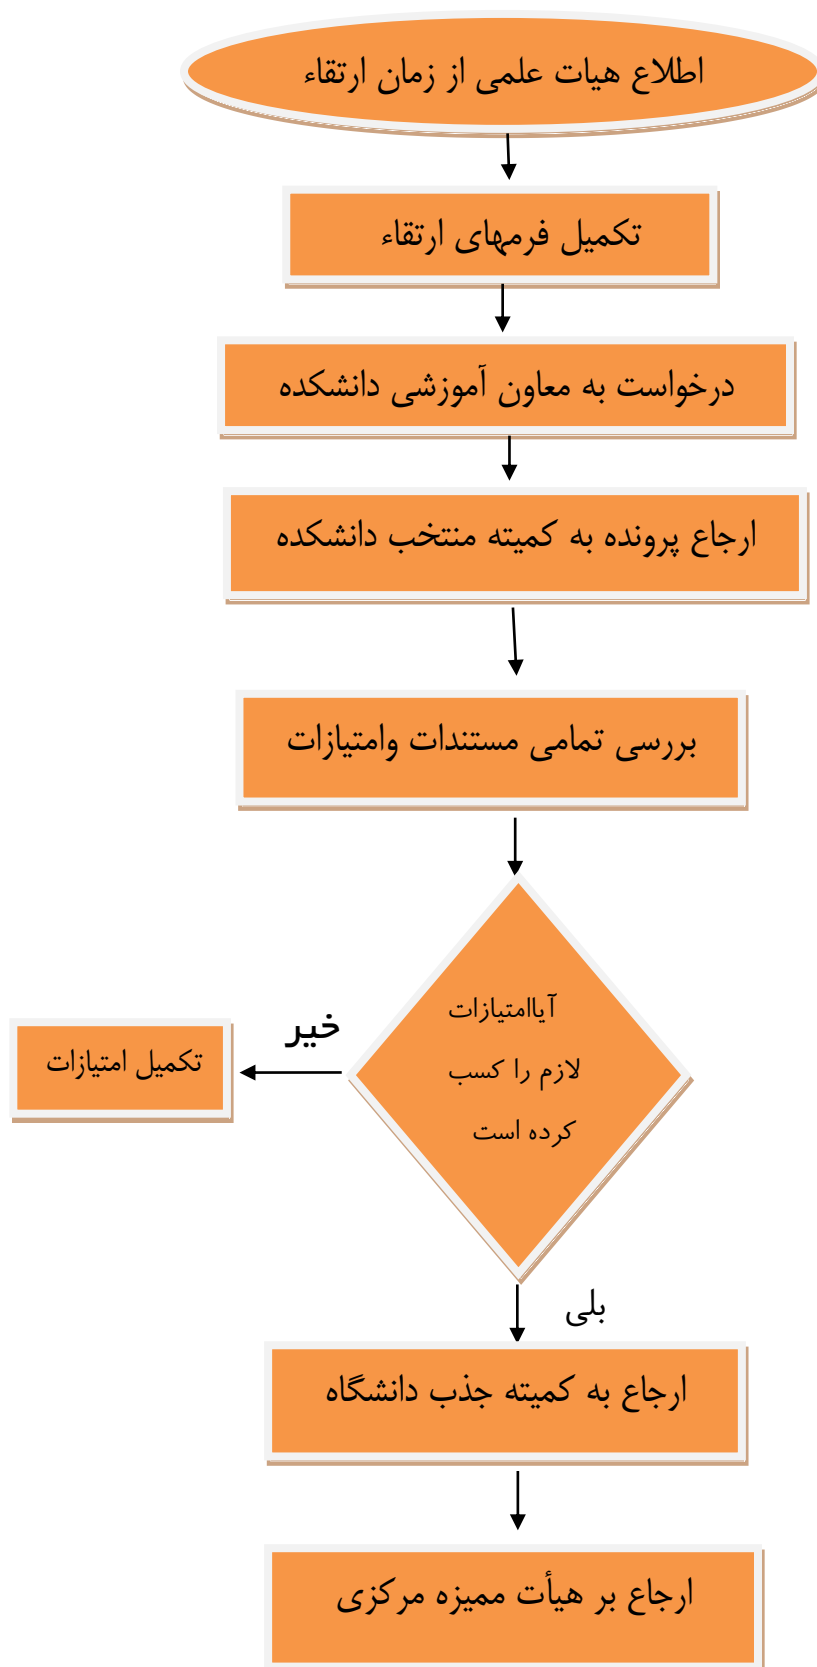 اطلاع هیات علمی از زمان ارتقاء
تکمیل فرمهای ارتقاء
درخواست به معاون آموزشی دانشکده
ارجاع پرونده به کمیته منتخب دانشکده
بررسی تمامی مستندات وامتیازات
آیاامتیازات
لازم را کسب
کرده است
خیر
تکمیل امتیازات
بلی
ارجاع به کمیته جذب دانشگاه
ارجاع بر هیأت ممیزه مرکزی